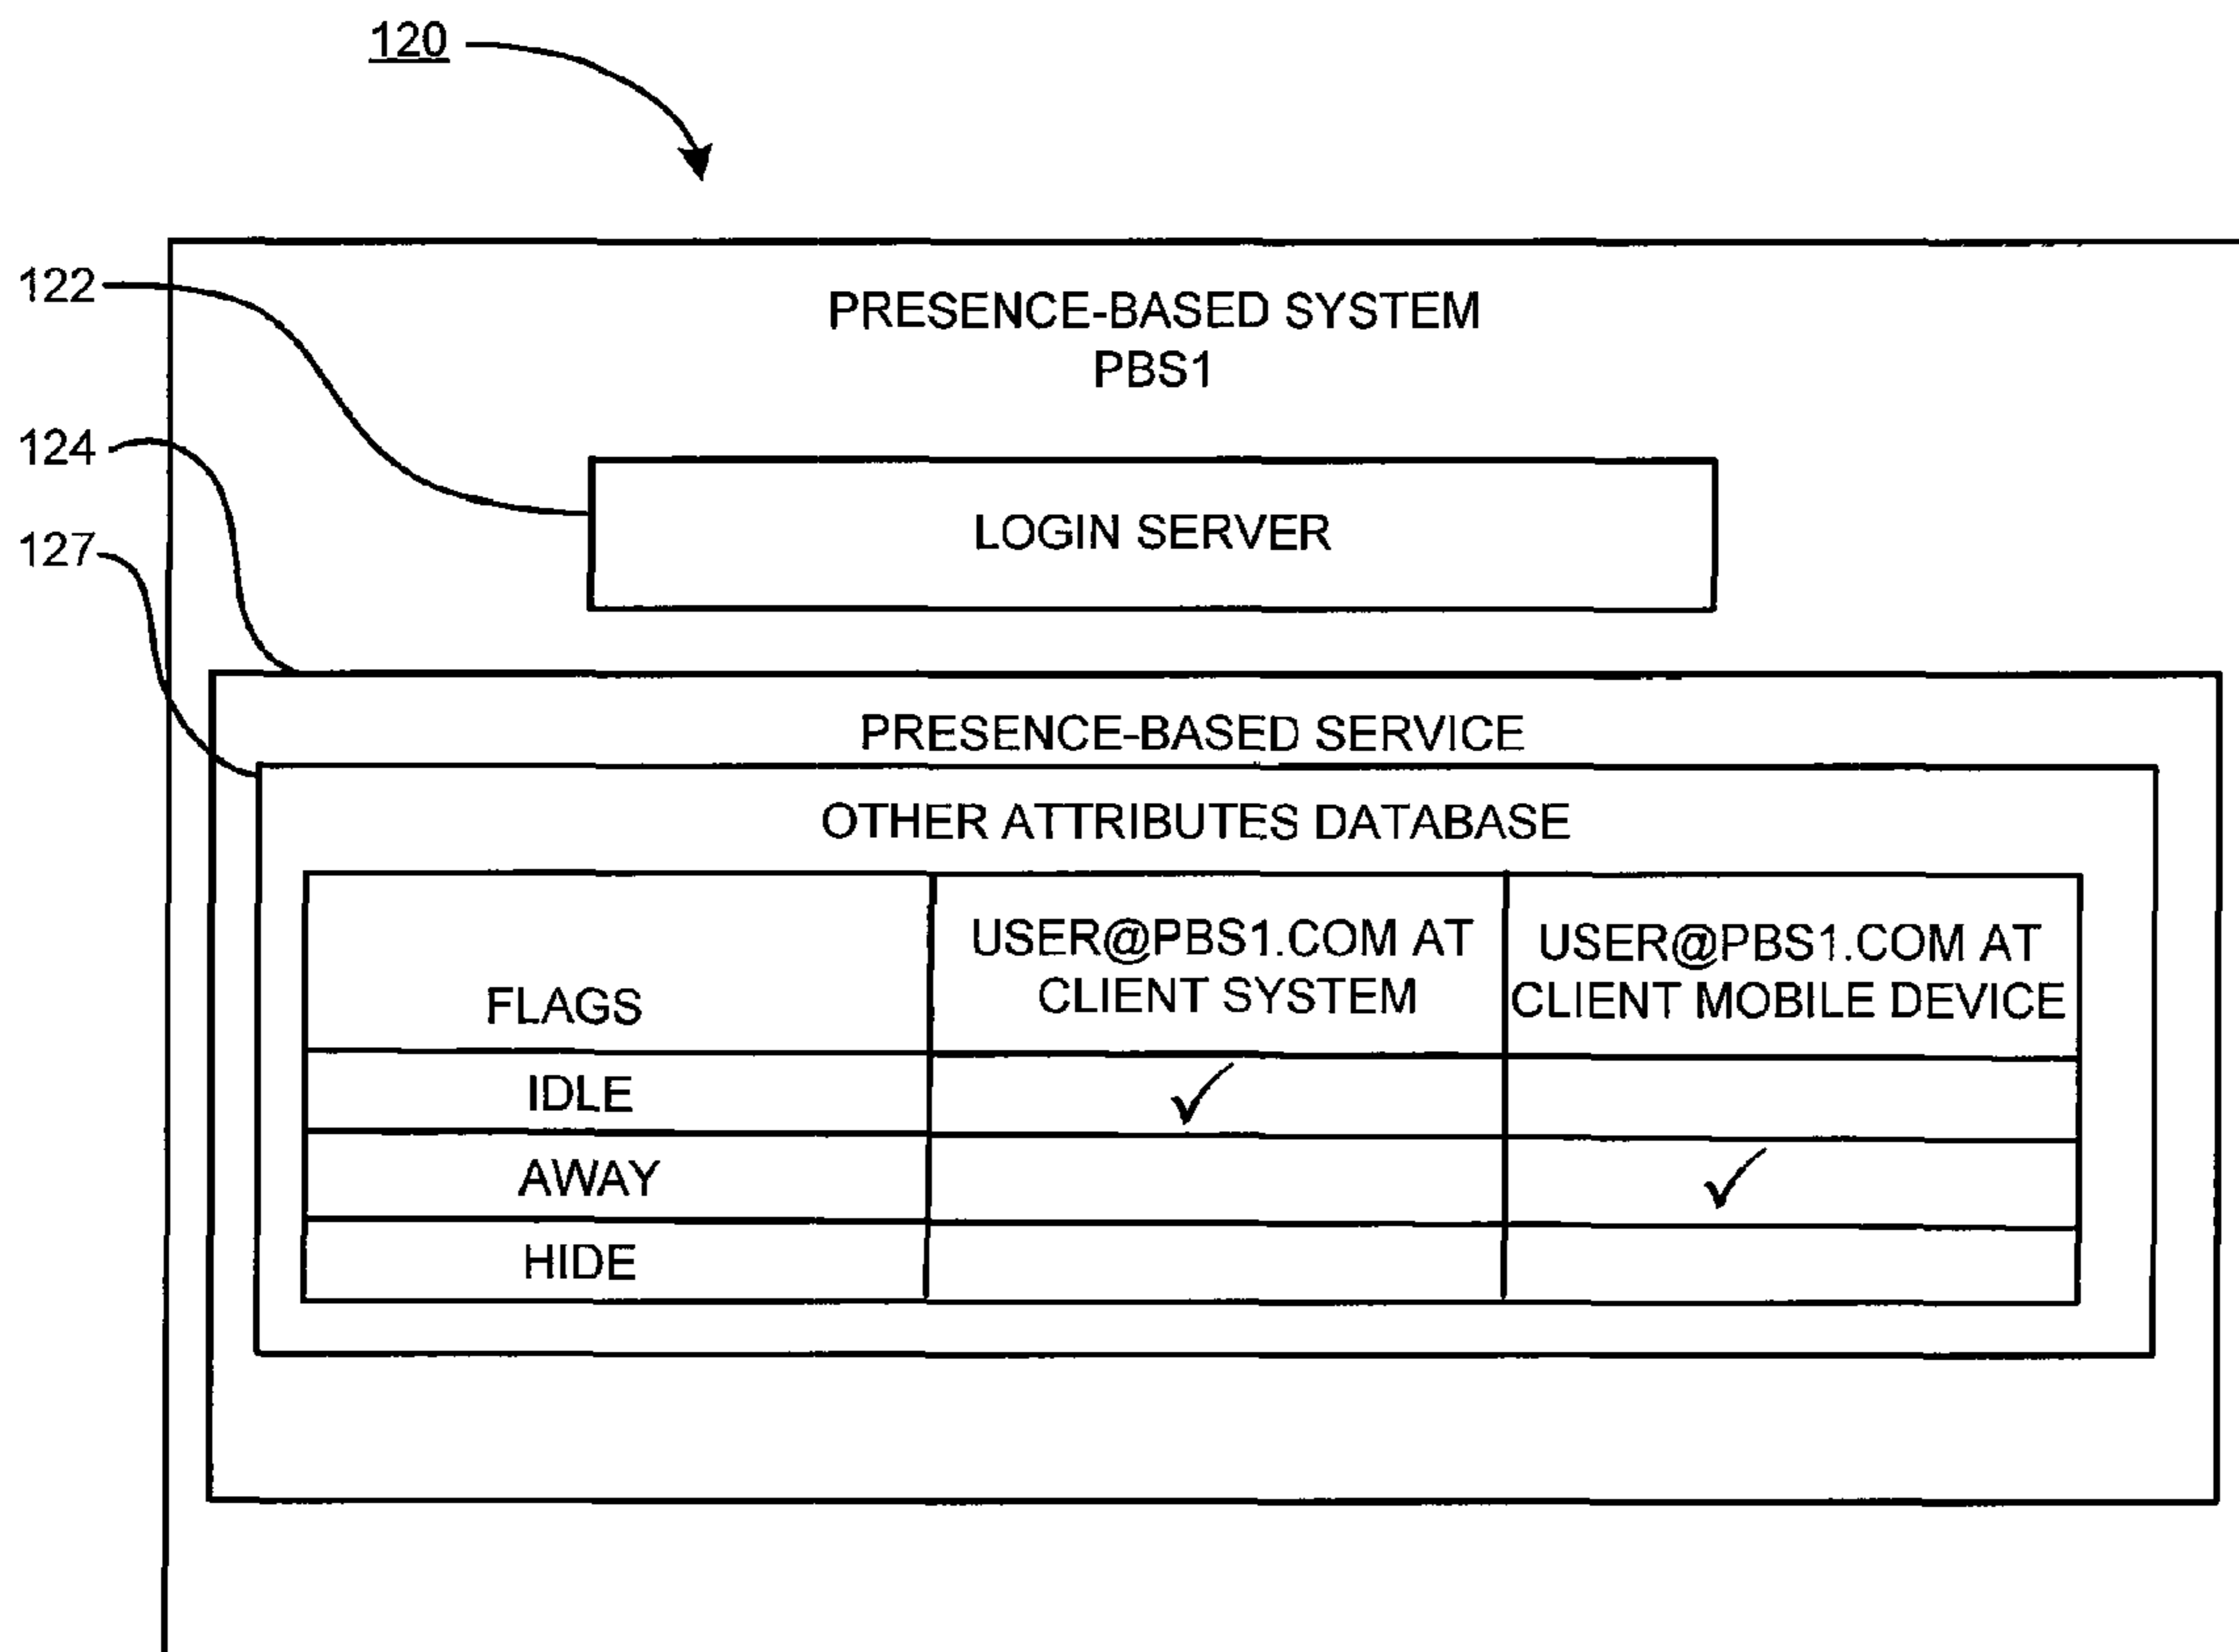 120
122
PRESENCE-BASED SYSTEM
PBS1
124
LOGIN SERVER
127
PRESENCE-BASED SERVICE
OTHER ATTRIBUTES DATABASE
FLAGS
USER@PBS1.COM AT
CLIENT SYSTEM
USER@PBS1.COM AT
CLIENT MOBILE DEVICE
IDLE ✓
AWAY ✓
HIDE